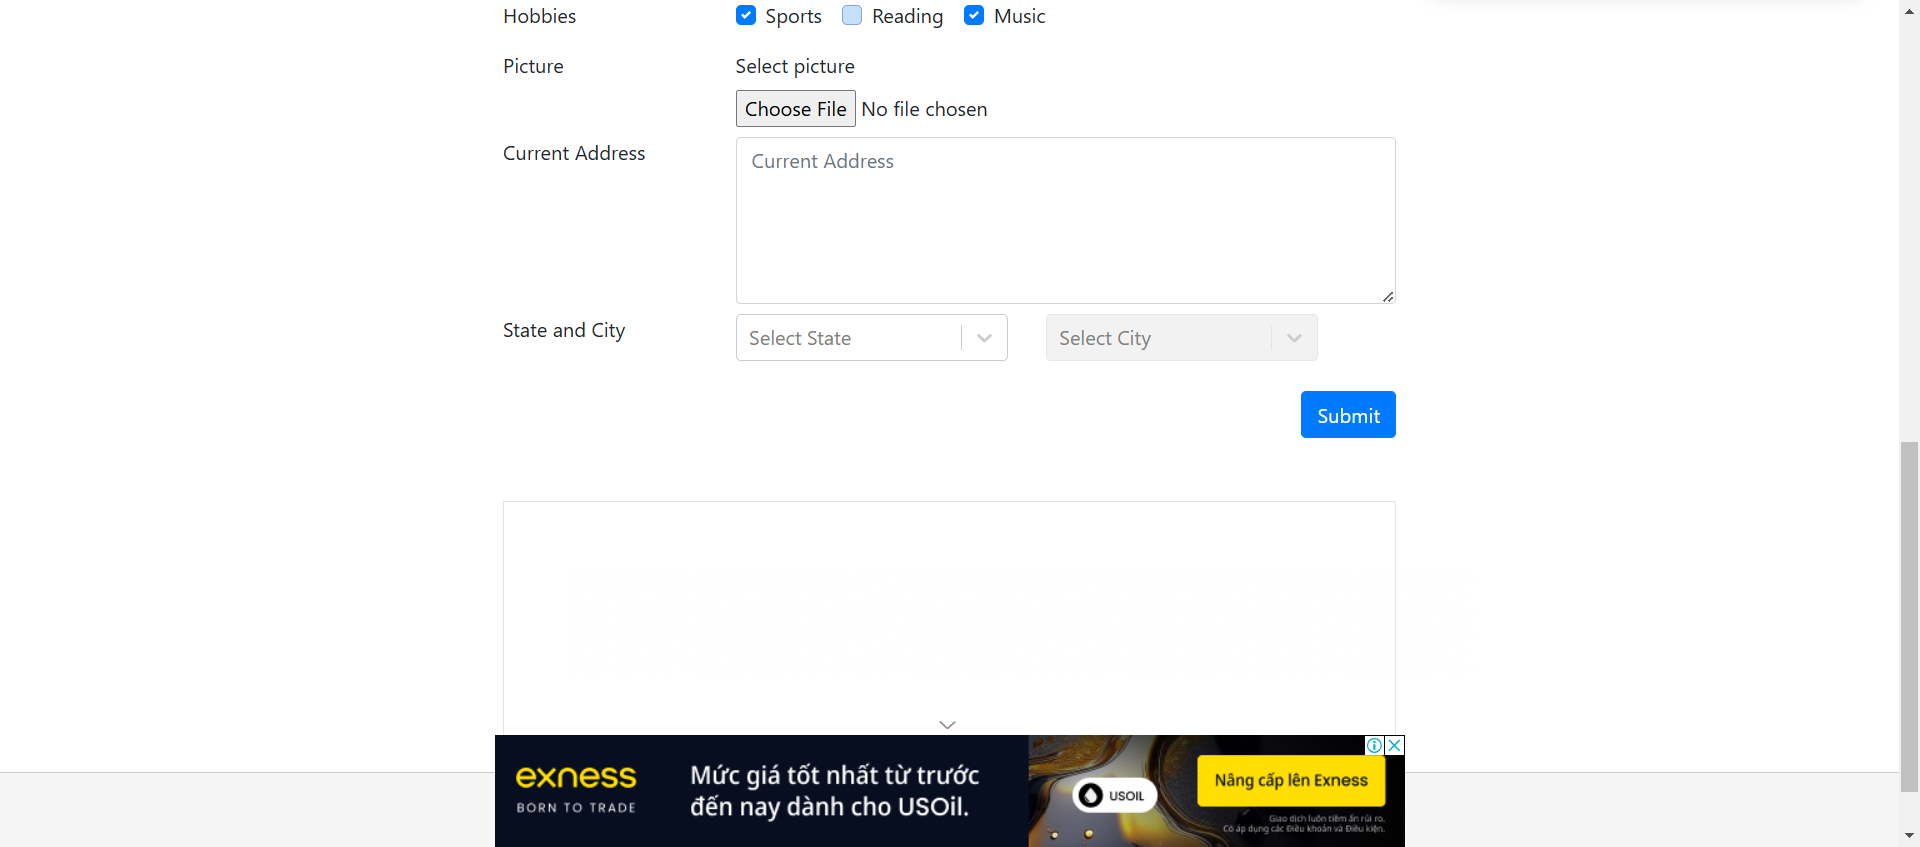 Hobbies Sports Reading Music
Picture Select picture
Choose File No file chosen
Current Address Current Address
State and City Select State Select City
Submit
exness
BORN TO TRADE
Mức giá tốt nhất từ trước
đến nay dành cho USOil.
USOIL
Nâng cấp lên Exness
Giao dịch luôn tiềm ẩn rủi ro.
Có áp dụng các Điều khoản và Điều kiện.